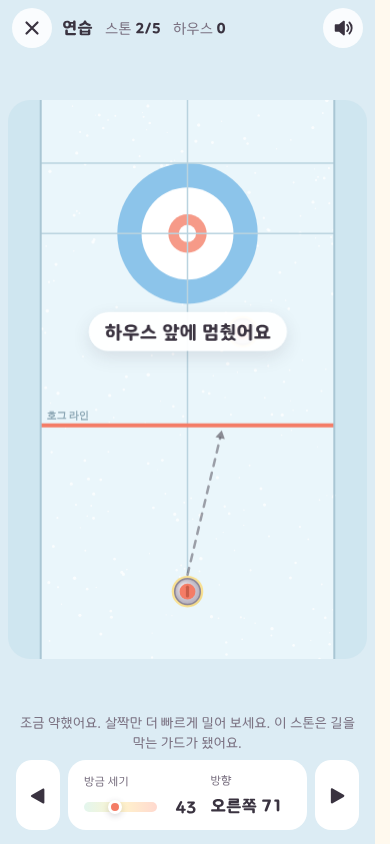 연습 스톤 2/5 하우스 0
하우스 앞에 멈췄어요
호그 라인
조금 약했어요. 살짝만 더 빠르게 밀어 보세요. 이 스톤은 길을
막는 가드가 됐어요.
방금 세기
43
방향
오른쪽 71